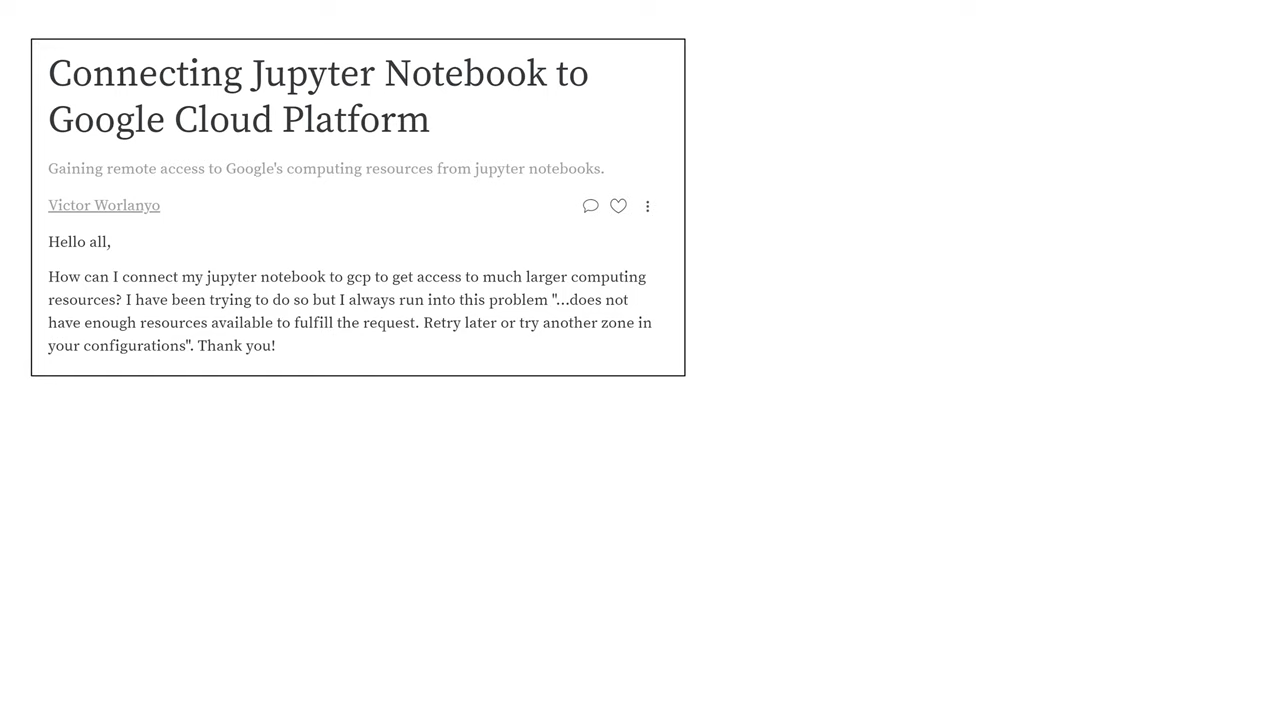 Connecting Jupyter Notebook to
Google Cloud Platform
Gaining remote access to Google's computing resources from jupyter notebooks.
Victor Worlanyo
Hello all,
How can I connect my jupyter notebook to gcp to get access to much larger computing
resources? I have been trying to do so but I always run into this problem "...does not
have enough resources available to fulfill the request. Retry later or try another zone in
your configurations". Thank you!